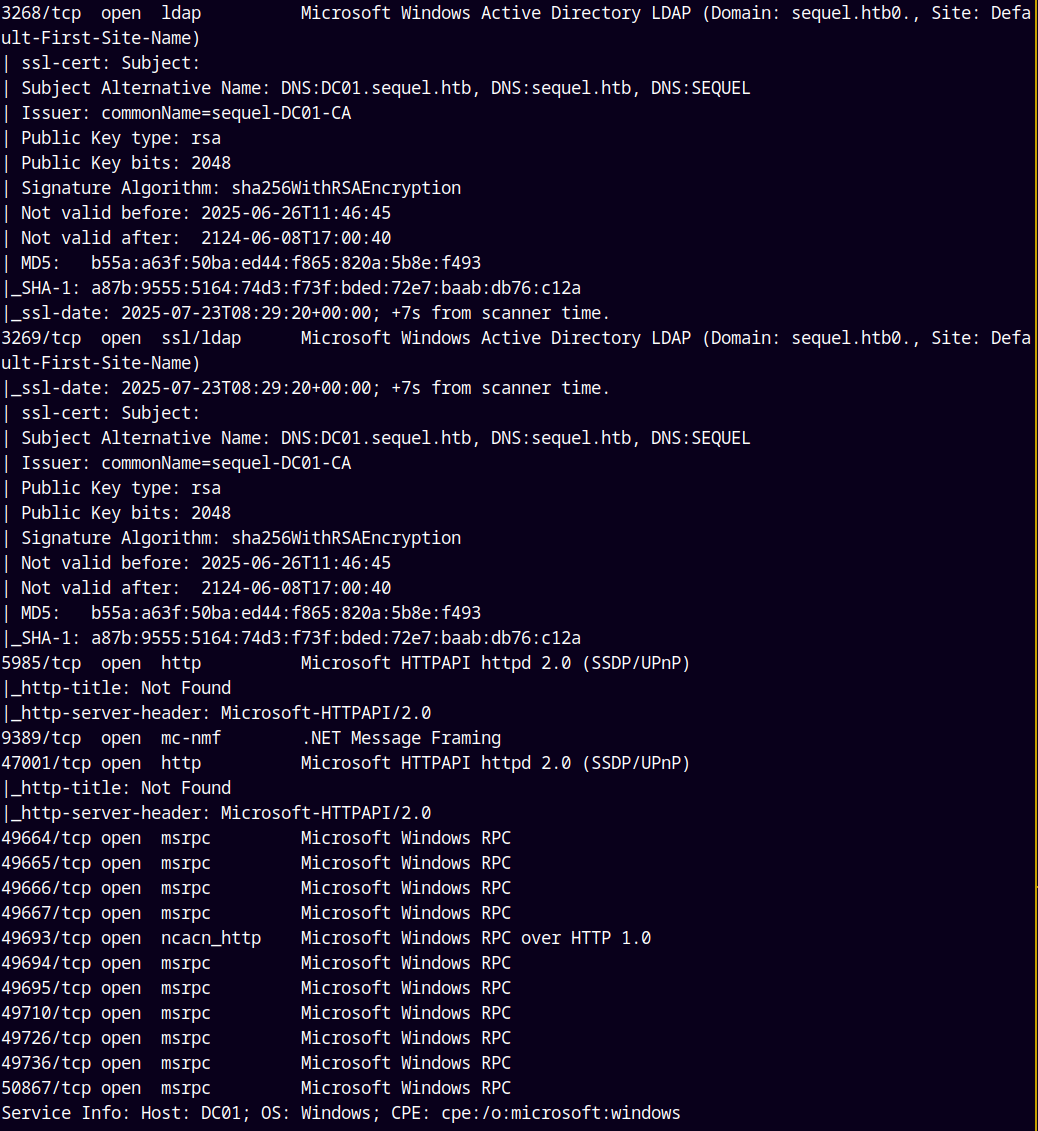 3268/tcp  open  ldap          Microsoft Windows Active Directory LDAP (Domain: sequel.htb0., Site: Defa
ult-First-Site-Name)
| ssl-cert: Subject:
| Subject Alternative Name: DNS:DC01.sequel.htb, DNS:sequel.htb, DNS:SEQUEL
| Issuer: commonName=sequel-DC01-CA
| Public Key type: rsa
| Public Key bits: 2048
| Signature Algorithm: sha256WithRSAEncryption
| Not valid before: 2025-06-26T11:46:45
| Not valid after:  2124-06-08T17:00:40
| MD5:   b55a:a63f:50ba:ed44:f865:820a:5b8e:f493
|_SHA-1: a87b:9555:5164:74d3:f73f:bded:72e7:baab:db76:c12a
|_ssl-date: 2025-07-23T08:29:20+00:00; +7s from scanner time.
3269/tcp  open  ssl/ldap      Microsoft Windows Active Directory LDAP (Domain: sequel.htb0., Site: Defa
ult-First-Site-Name)
|_ssl-date: 2025-07-23T08:29:20+00:00; +7s from scanner time.
| ssl-cert: Subject:
| Subject Alternative Name: DNS:DC01.sequel.htb, DNS:sequel.htb, DNS:SEQUEL
| Issuer: commonName=sequel-DC01-CA
| Public Key type: rsa
| Public Key bits: 2048
| Signature Algorithm: sha256WithRSAEncryption
| Not valid before: 2025-06-26T11:46:45
| Not valid after:  2124-06-08T17:00:40
| MD5:   b55a:a63f:50ba:ed44:f865:820a:5b8e:f493
|_SHA-1: a87b:9555:5164:74d3:f73f:bded:72e7:baab:db76:c12a
5985/tcp  open  http          Microsoft HTTPAPI httpd 2.0 (SSDP/UPnP)
|_http-title: Not Found
|_http-server-header: Microsoft-HTTPAPI/2.0
9389/tcp  open  mc-nmf        .NET Message Framing
47001/tcp open  http          Microsoft HTTPAPI httpd 2.0 (SSDP/UPnP)
|_http-title: Not Found
|_http-server-header: Microsoft-HTTPAPI/2.0
49664/tcp open  msrpc         Microsoft Windows RPC
49665/tcp open  msrpc         Microsoft Windows RPC
49666/tcp open  msrpc         Microsoft Windows RPC
49667/tcp open  msrpc         Microsoft Windows RPC
49693/tcp open  ncacn_http    Microsoft Windows RPC over HTTP 1.0
49694/tcp open  msrpc         Microsoft Windows RPC
49695/tcp open  msrpc         Microsoft Windows RPC
49710/tcp open  msrpc         Microsoft Windows RPC
49726/tcp open  msrpc         Microsoft Windows RPC
49736/tcp open  msrpc         Microsoft Windows RPC
50867/tcp open  msrpc         Microsoft Windows RPC
Service Info: Host: DC01; OS: Windows; CPE: cpe:/o:microsoft:windows